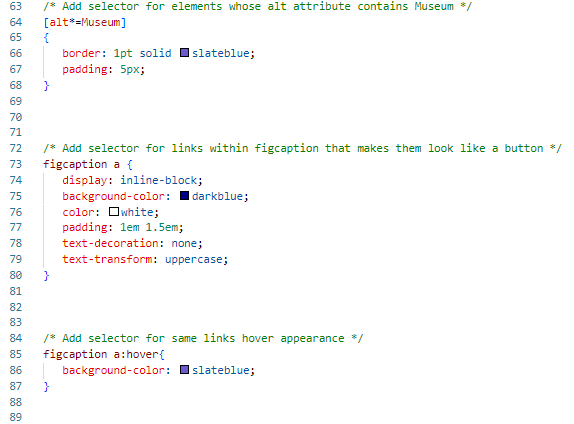 63 /* Add selector for elements whose alt attribute contains Museum */
64 [alt*=Museum]
65 {
66 border: 1pt solid slateblue;
67 padding: 5px;
68 }
69
70
71
72 /* Add selector for links within figcaption that makes them look like a button */
73 figcaption a {
74 display: inline-block;
75 background-color: darkblue;
76 color: white;
77 padding: 1em 1.5em;
78 text-decoration: none;
79 text-transform: uppercase;
80 }
81
82
83
84 /* Add selector for same links hover appearance */
85 figcaption a:hover{
86 background-color: slateblue;
87 }
88
89